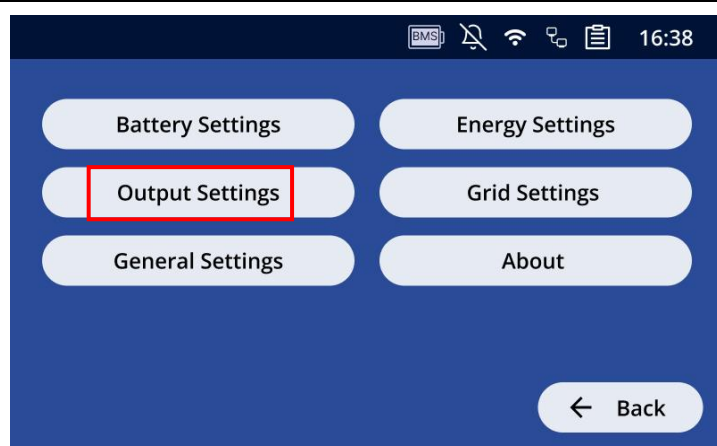 BMS 16:38
Battery Settings Energy Settings
Output Settings Grid Settings
General Settings About
← Back